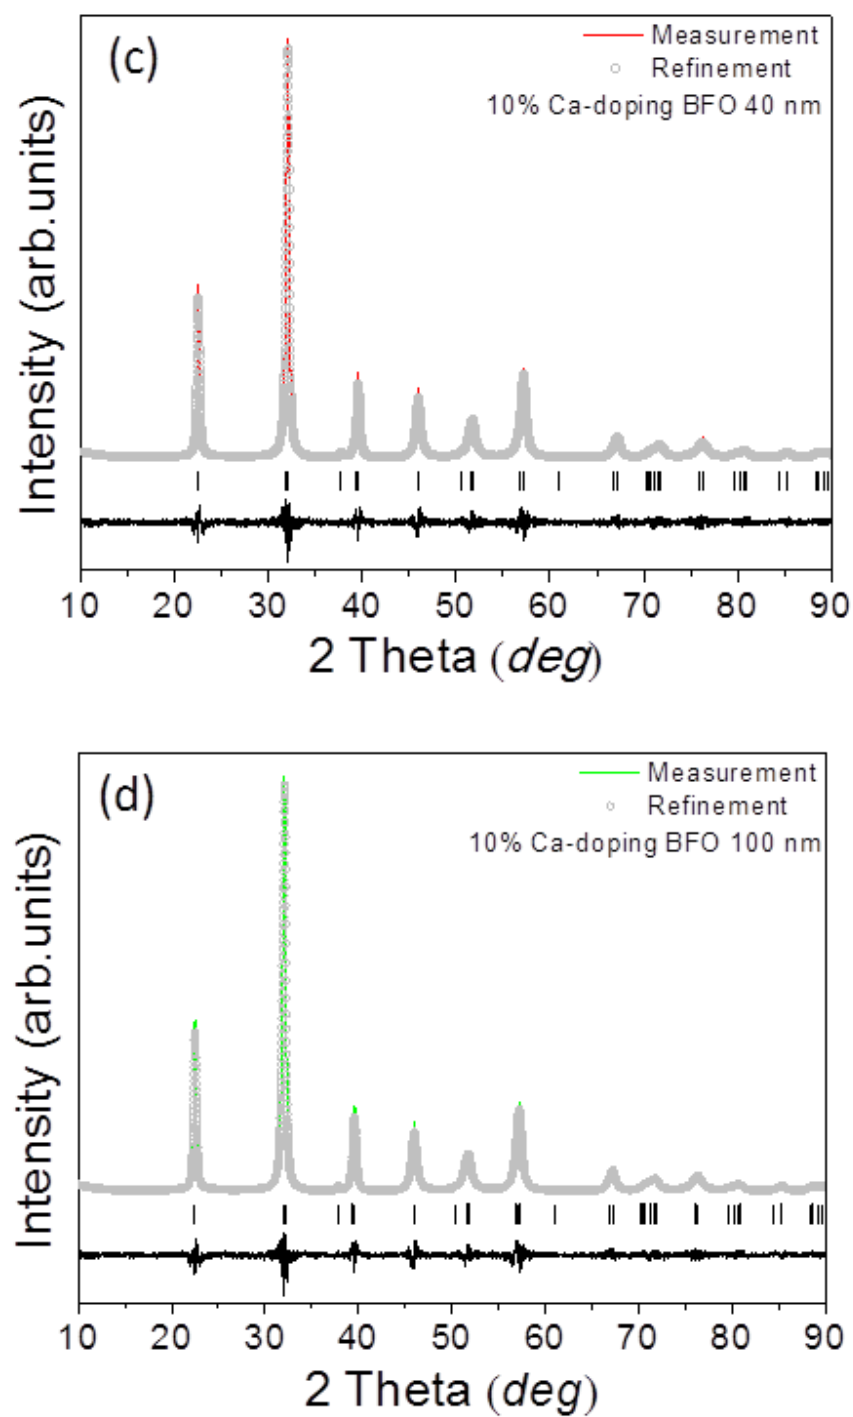 (c)
Measurement
Refinement
10% Ca-doping BFO 40 nm
Intensity (arb.units)
10 20 30 40 50 60 70 80 90
2 Theta (deg)
(d)
Measurement
Refinement
10% Ca-doping BFO 100 nm
Intensity (arb.units)
10 20 30 40 50 60 70 80 90
2 Theta (deg)